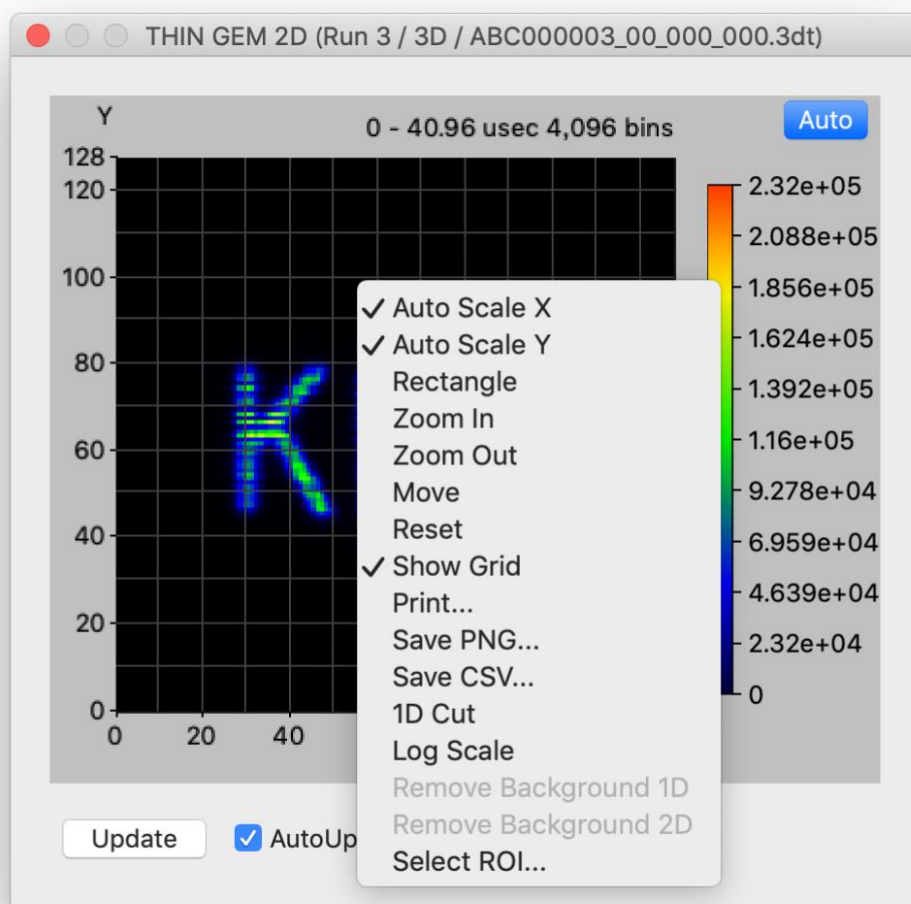 THIN GEM 2D (Run 3 / 3D / ABC000003_00_000_000.3dt)
Y
0 - 40.96 usec 4,096 bins
Auto
128
120
100
80
60
40
20
0
0 20 40
K
2.32e+05
2.088e+05
1.856e+05
1.624e+05
1.392e+05
1.16e+05
9.278e+04
6.959e+04
4.639e+04
2.32e+04
0
Auto Scale X
Auto Scale Y
Rectangle
Zoom In
Zoom Out
Move
Reset
Show Grid
Print...
Save PNG...
Save CSV...
1D Cut
Log Scale
Remove Background 1D
Remove Background 2D
Select ROI...
Update
AutoUp